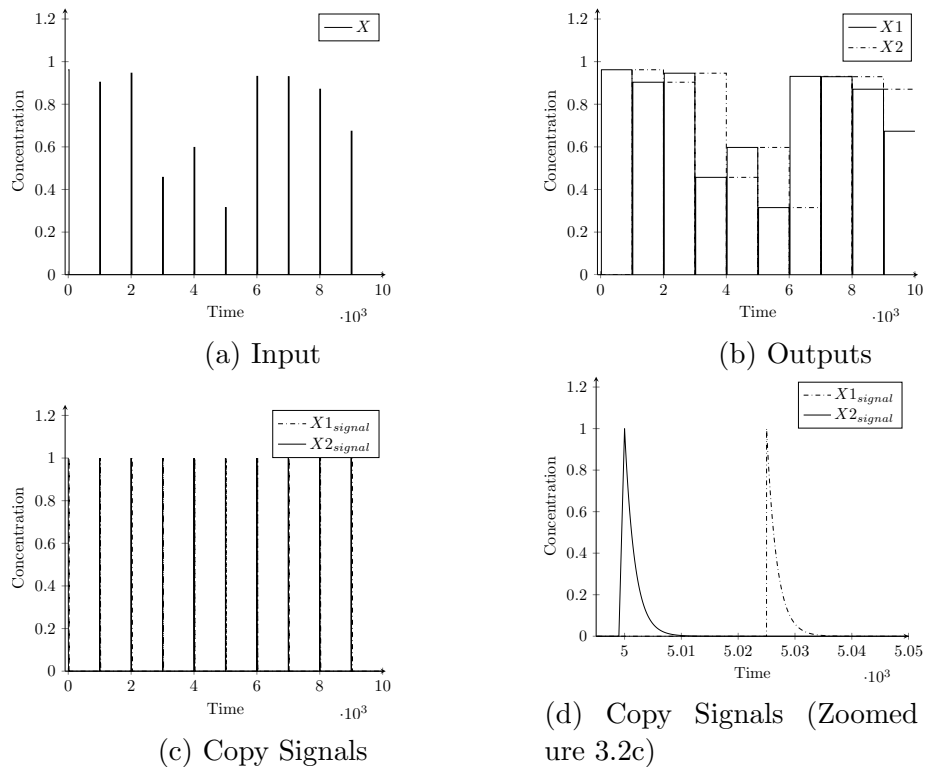 1.2
1
0.8
0.6
0.4
0.2
0
Concentration
X
0 2 4 6 8 10
Time
·10³
(a) Input
1.2
1
0.8
0.6
0.4
0.2
0
Concentration
X1
X2
0 2 4 6 8 10
Time
·10³
(b) Outputs
1.2
1
0.8
0.6
0.4
0.2
0
Concentration
X1signal
X2signal
0 2 4 6 8 10
Time
·10³
(c) Copy Signals
1.2
1
0.8
0.6
0.4
0.2
0
Concentration
X1signal
X2signal
5 5.01 5.02 5.03 5.04 5.05
Time
·10³
(d) Copy Signals (Zoomed
ure 3.2c)